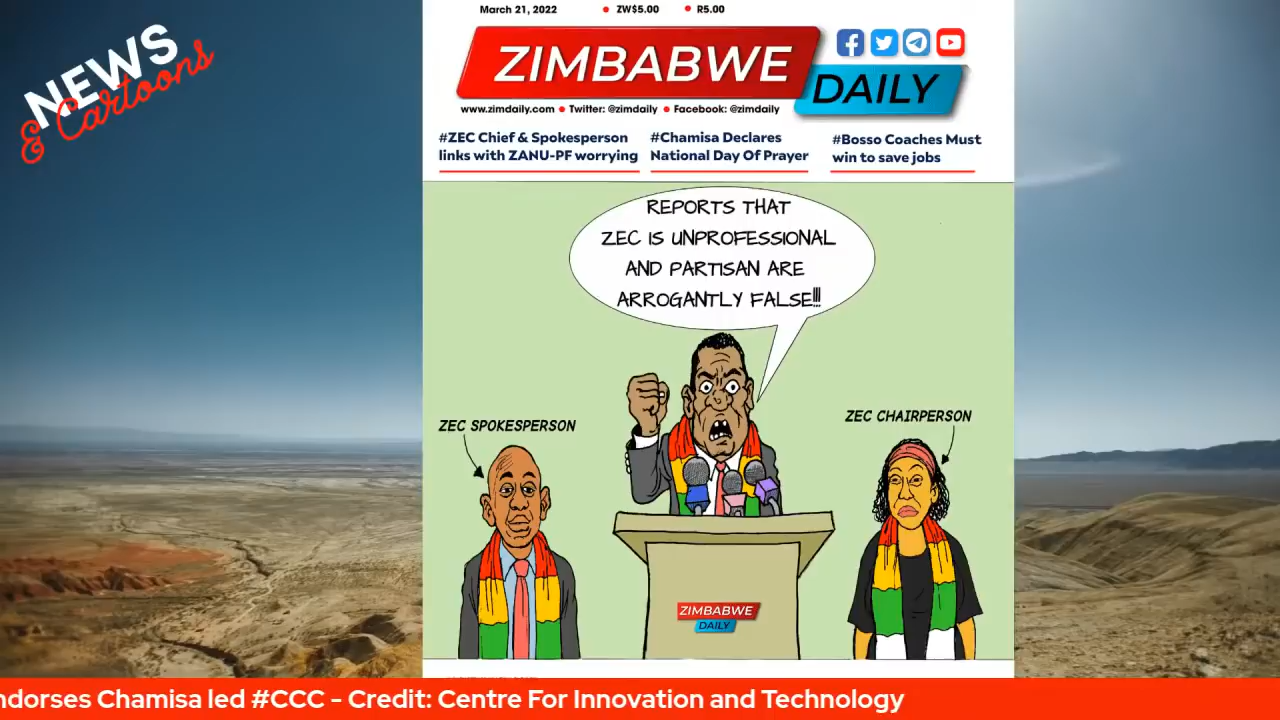 NEWS
& Cartoons
March 21, 2022 • ZW$5.00 • R5.00
ZIMBABWE
DAILY
www.zimdaily.com • Twitter: @zimdaily • Facebook: @zimdaily
#ZEC Chief & Spokesperson
links with ZANU-PF worrying
#Chamisa Declares
National Day Of Prayer
#Bosso Coaches Must
win to save jobs
REPORTS THAT
ZEC IS UNPROFESSIONAL
AND PARTISAN ARE
ARROGANTLY FALSE!!!
ZEC SPOKESPERSON
ZEC CHAIRPERSON
ZIMBABWE
DAILY
ndorses Chamisa led #CCC - Credit: Centre For Innovation and Technology